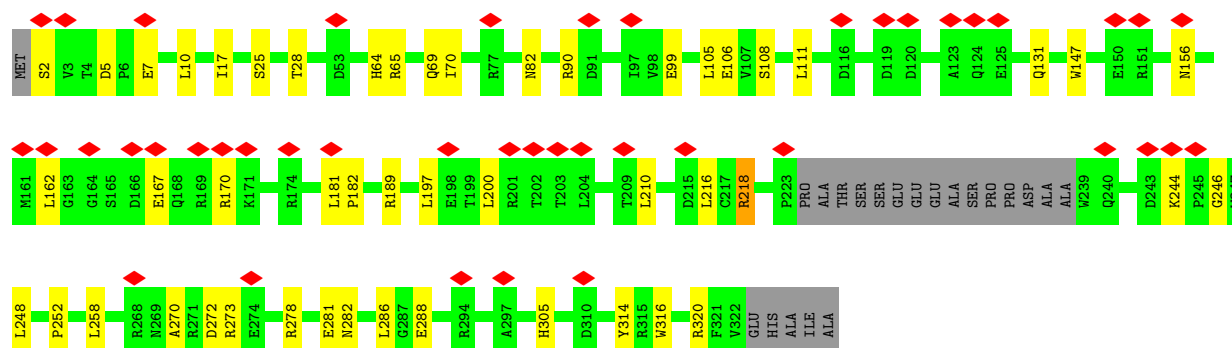 MET S2 V3 T4 D5 P6 E7 L10 I17 S25 T28 D53 H64 R65 Q69 I70 R77 N82 R90 D91 I97 V98 E99 L105 E106 V107 S108 L111 D116 D119 D120 A123 Q124 E125 Q131 W147 E150 R151 N156
M161 L162 G163 G164 S165 D166 E167 Q168 R169 R170 K171 R174 L181 P182 R189 L197 E198 T199 L200 R201 T202 T203 L204 T209 L210 D215 L216 C217 R218 P223 PRO ALA THR SER SER GLU GLU GLU ALA SER PRO PRO ASP ALA ALA W239 Q240 D243 K244 P245 G246
L248 P252 L258 R268 N269 A270 R271 D272 R273 E274 R278 E281 N282 L286 G287 E288 R294 A297 H305 D310 Y314 R315 W316 R320 F321 V322 GLU HIS ALA ILE ALA